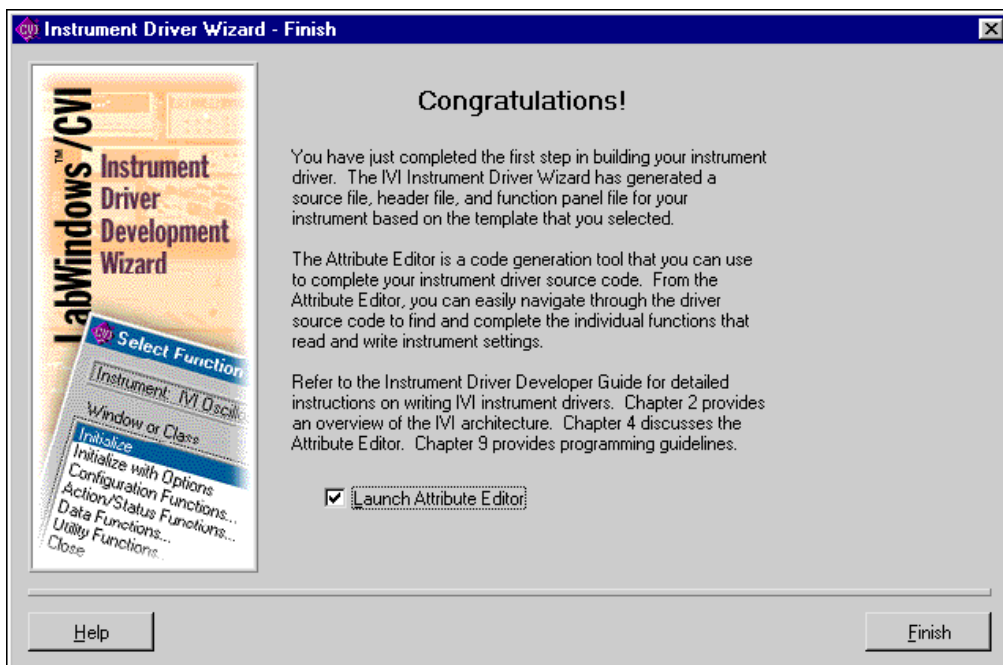 CVI Instrument Driver Wizard - Finish
LabWindows™/CVI
Instrument
Driver
Development
Wizard
CVI Select Function
Instrument: IVI Oscill
Window or Class
Initialize
Initialize with Options
Configuration Functions...
Action/Status Functions...
Data Functions...
Utility Functions...
Close
Congratulations!
You have just completed the first step in building your instrument
driver. The IVI Instrument Driver Wizard has generated a
source file, header file, and function panel file for your
instrument based on the template that you selected.
The Attribute Editor is a code generation tool that you can use
to complete your instrument driver source code. From the
Attribute Editor, you can easily navigate through the driver
source code to find and complete the individual functions that
read and write instrument settings.
Refer to the Instrument Driver Developer Guide for detailed
instructions on writing IVI instrument drivers. Chapter 2 provides
an overview of the IVI architecture. Chapter 4 discusses the
Attribute Editor. Chapter 9 provides programming guidelines.
Launch Attribute Editor
Help
Finish